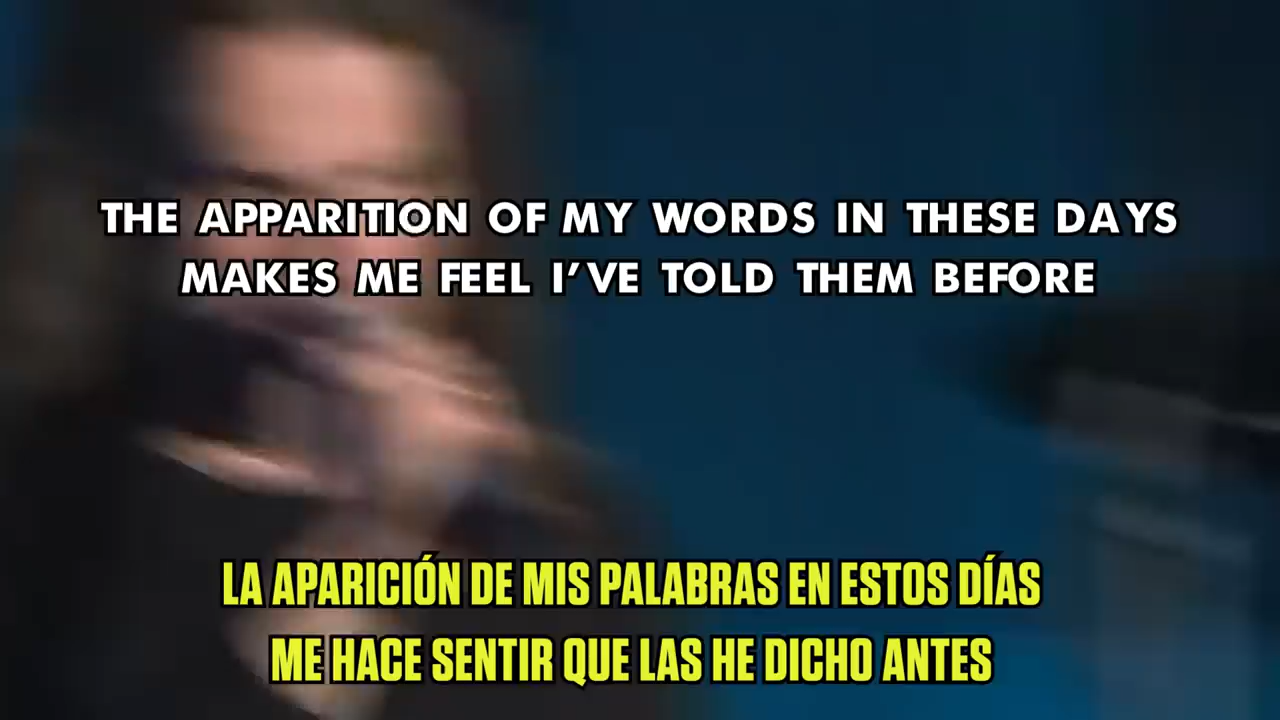 THE APPARITION OF MY WORDS IN THESE DAYS
MAKES ME FEEL I’VE TOLD THEM BEFORE
LA APARICIÓN DE MIS PALABRAS EN ESTOS DÍAS
ME HACE SENTIR QUE LAS HE DICHO ANTES